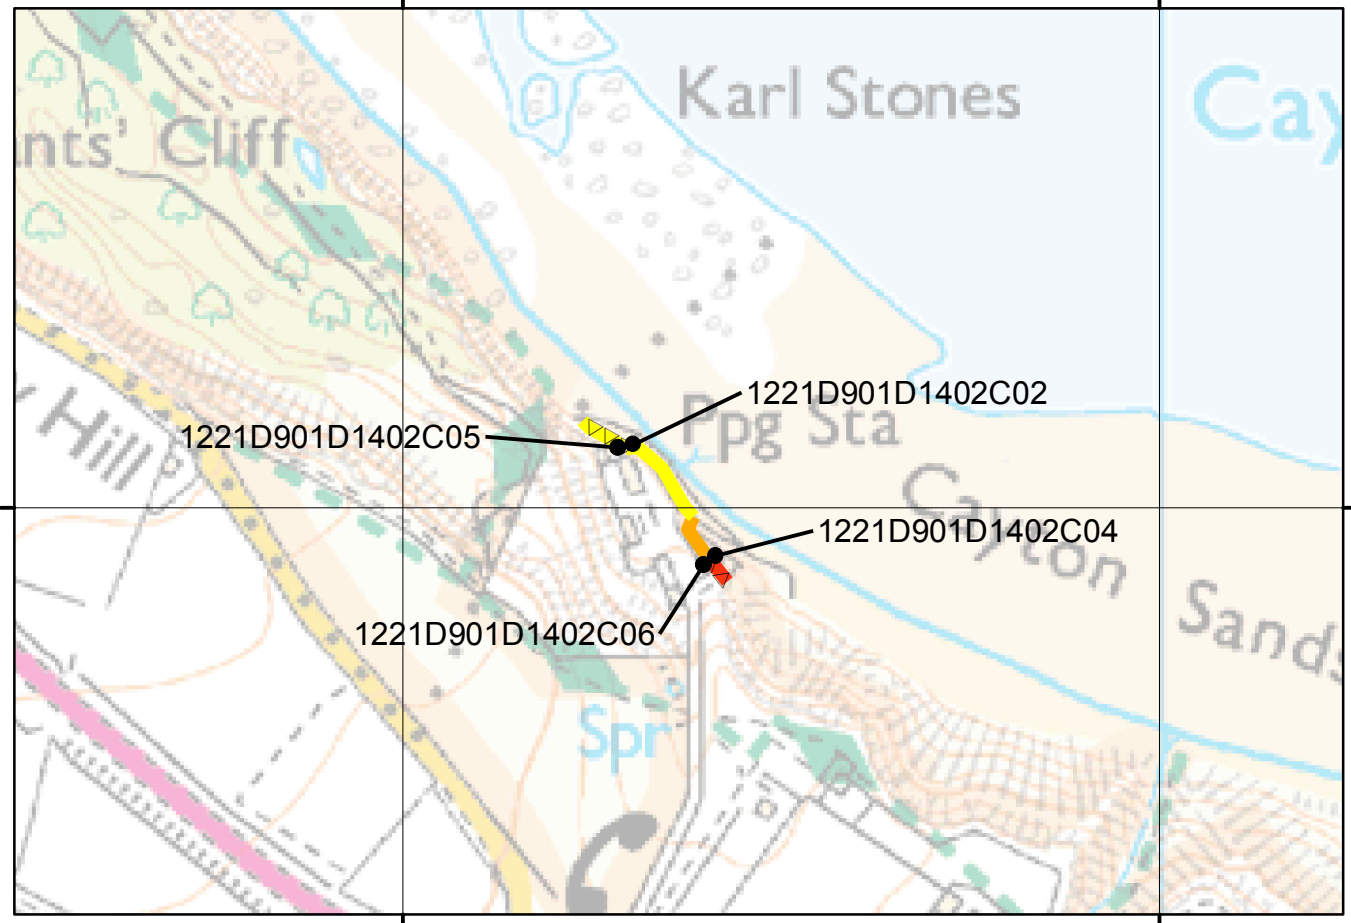 Karl Stones
Cay
nts' Cliff
1221D901D1402C02
Ppg Sta
1221D901D1402C05
Hill
Cayton Sands
1221D901D1402C04
1221D901D1402C06
Spr